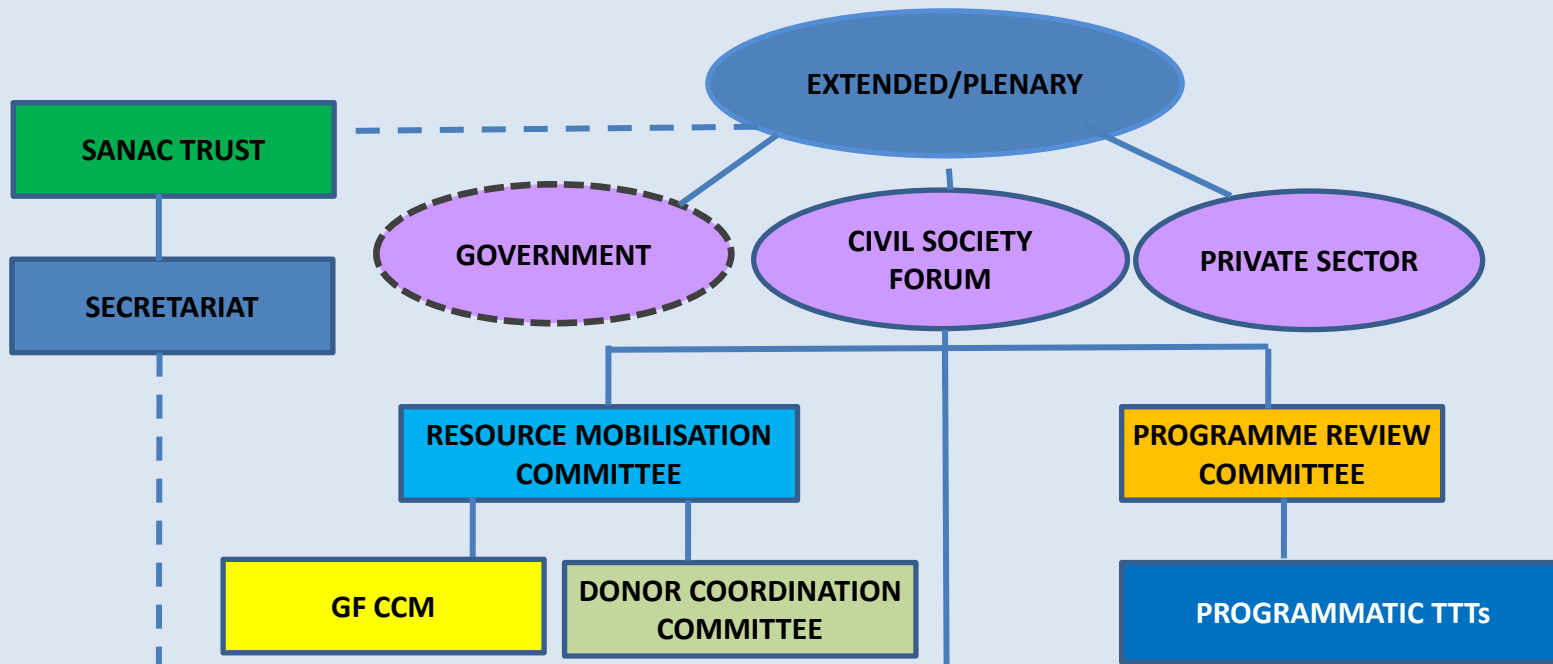 EXTENDED/PLENARY
SANAC TRUST
GOVERNMENT
CIVIL SOCIETY
FORUM
PRIVATE SECTOR
SECRETARIAT
RESOURCE MOBILISATION
COMMITTEE
PROGRAMME REVIEW
COMMITTEE
GF CCM
DONOR COORDINATION
COMMITTEE
PROGRAMMATIC TTTs